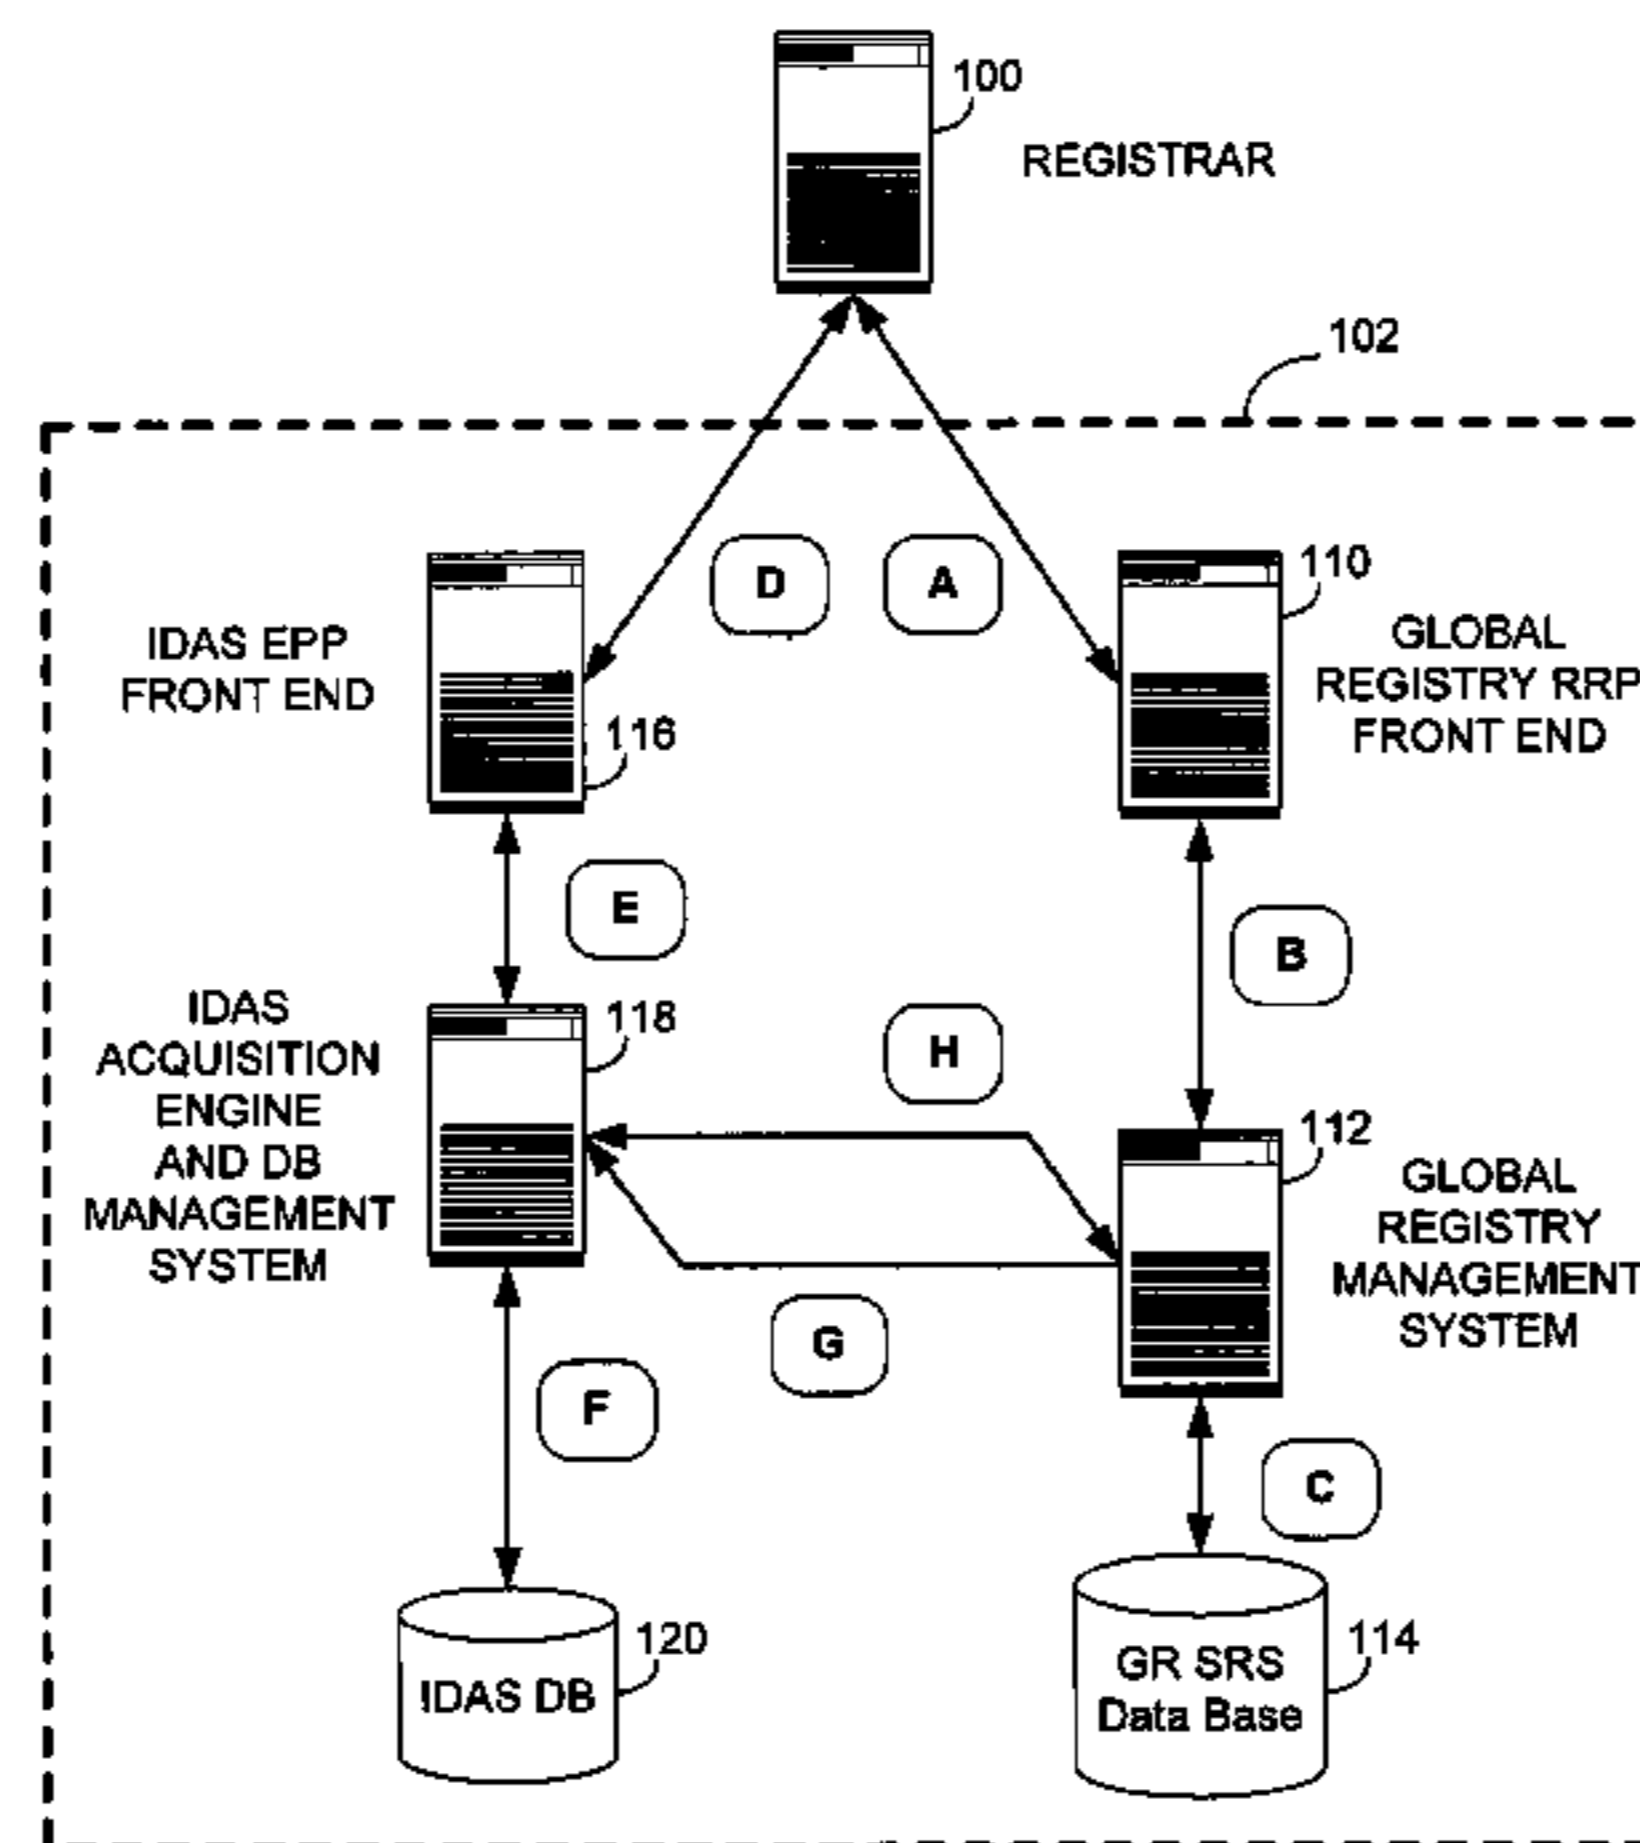 100
REGISTRAR
102
D
A
110
IDAS EPP
FRONT END
GLOBAL
REGISTRY RRP
FRONT END
116
E
B
IDAS
ACQUISITION
ENGINE
AND DB
MANAGEMENT
SYSTEM
118
H
112
GLOBAL
REGISTRY
MANAGEMENT
SYSTEM
G
F
C
120
IDAS DB
114
GR SRS
Data Base